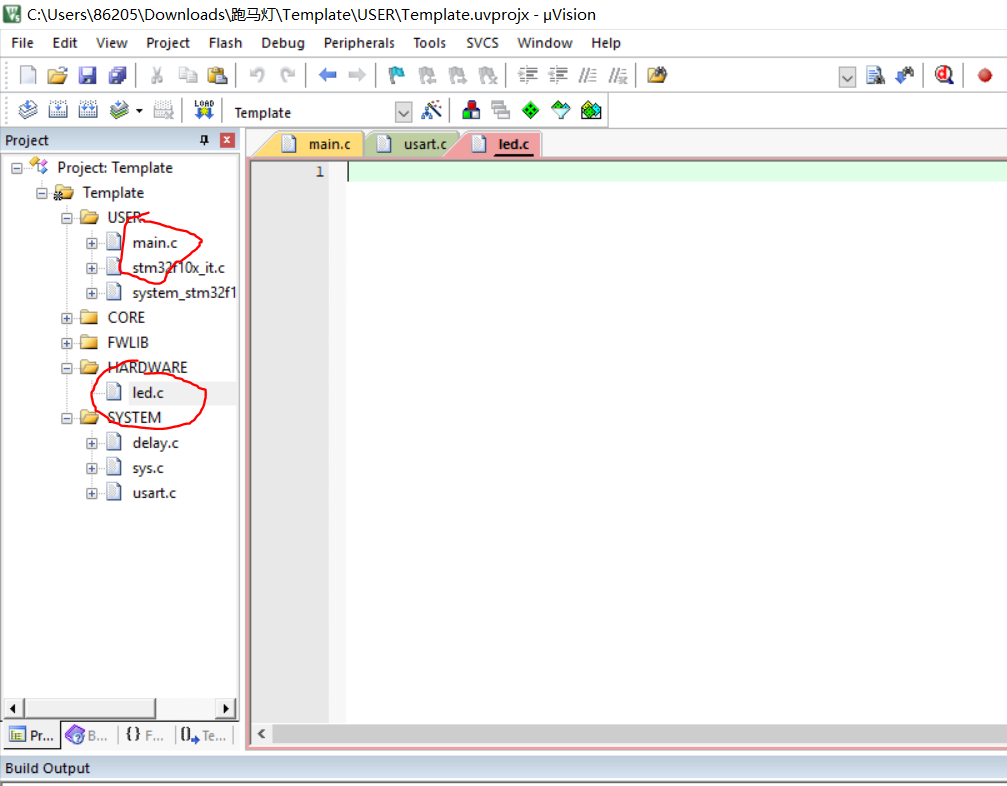 C:\Users\86205\Downloads\跑马灯\Template\USER\Template.uvprojx - µVision
File Edit View Project Flash Debug Peripherals Tools SVCS Window Help
LOAD
Template
Project
main.c usart.c led.c
1
Project: Template
Template
USER
main.c
stm32f10x_it.c
system_stm32f1
CORE
FWLIB
HARDWARE
led.c
SYSTEM
delay.c
sys.c
usart.c
Pr... B... {} F... Te...
Build Output